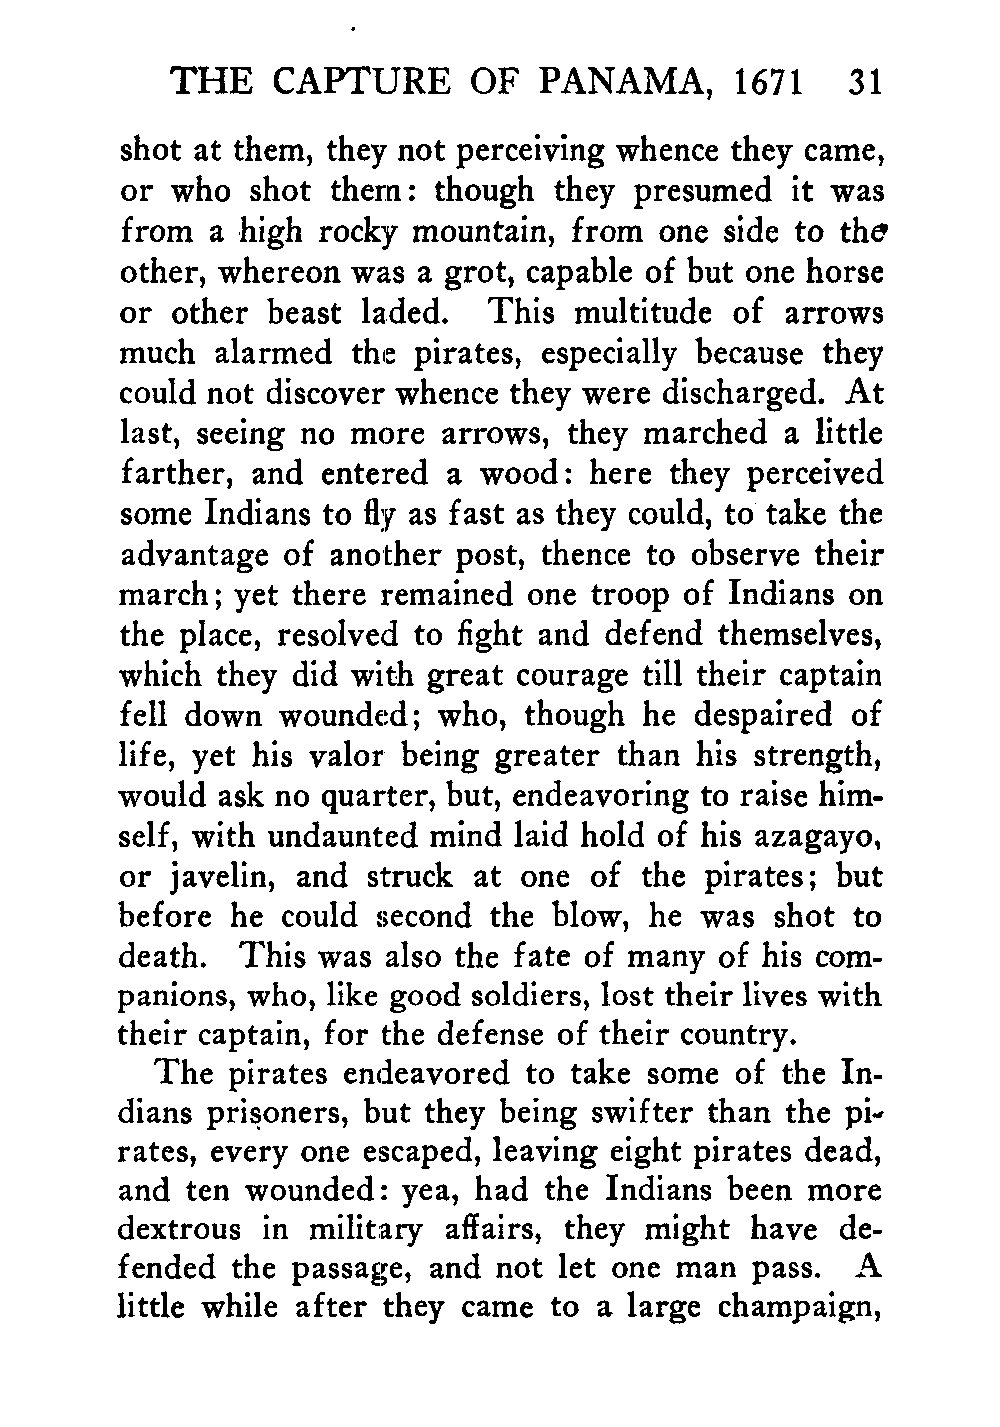 THE CAPTURE OF PANAMA, 1671 31
shot at them, they not perceiving whence they came,
or who shot them: though they presumed it was
from a high rocky mountain, from one side to the
other, whereon was a grot, capable of but one horse
or other beast laded. This multitude of arrows
much alarmed the pirates, especially because they
could not discover whence they were discharged. At
last, seeing no more arrows, they marched a little
farther, and entered a wood: here they perceived
some Indians to fly as fast as they could, to take the
advantage of another post, thence to observe their
march; yet there remained one troop of Indians on
the place, resolved to fight and defend themselves,
which they did with great courage till their captain
fell down wounded; who, though he despaired of
life, yet his valor being greater than his strength,
would ask no quarter, but, endeavoring to raise him-
self, with undaunted mind laid hold of his azagayo,
or javelin, and struck at one of the pirates; but
before he could second the blow, he was shot to
death. This was also the fate of many of his com-
panions, who, like good soldiers, lost their lives with
their captain, for the defense of their country.
The pirates endeavored to take some of the In-
dians prisoners, but they being swifter than the pi-
rates, every one escaped, leaving eight pirates dead,
and ten wounded: yea, had the Indians been more
dextrous in military affairs, they might have de-
fended the passage, and not let one man pass. A
little while after they came to a large champaign,